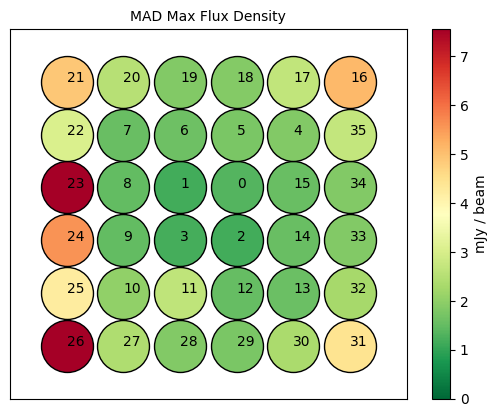 MAD Max Flux Density
21 20 19 18 17 16
22 7 6 5 4 35
23 8 1 0 15 34
24 9 3 2 14 33
25 10 11 12 13 32
26 27 28 29 30 31
7
6
5
4
3
2
1
0
mJy / beam